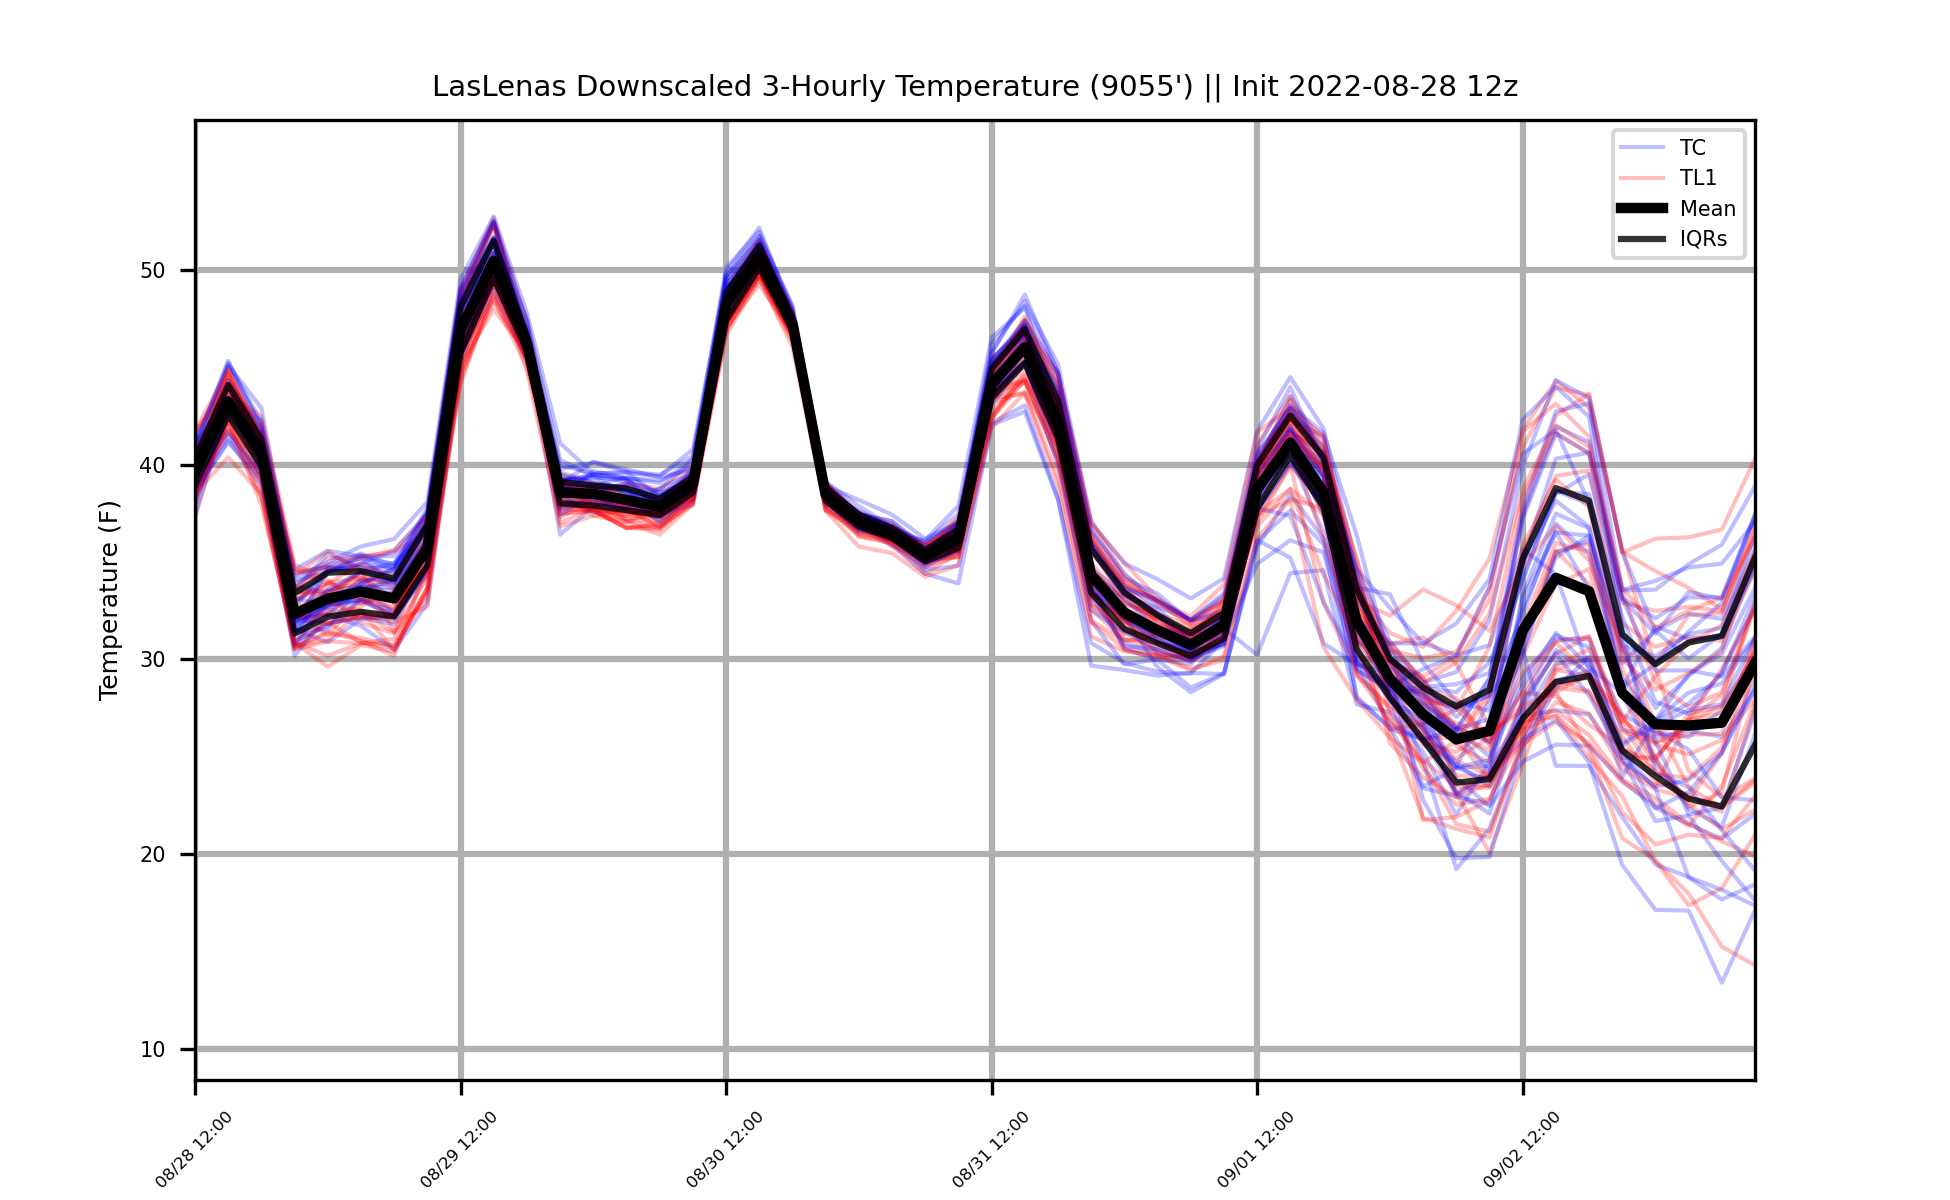 LasLenas Downscaled 3-Hourly Temperature (9055') || Init 2022-08-28 12z
TC
TL1
Mean
IQRs
Temperature (F)
50
40
30
20
10
08/28 12:00
08/29 12:00
08/30 12:00
08/31 12:00
09/01 12:00
09/02 12:00